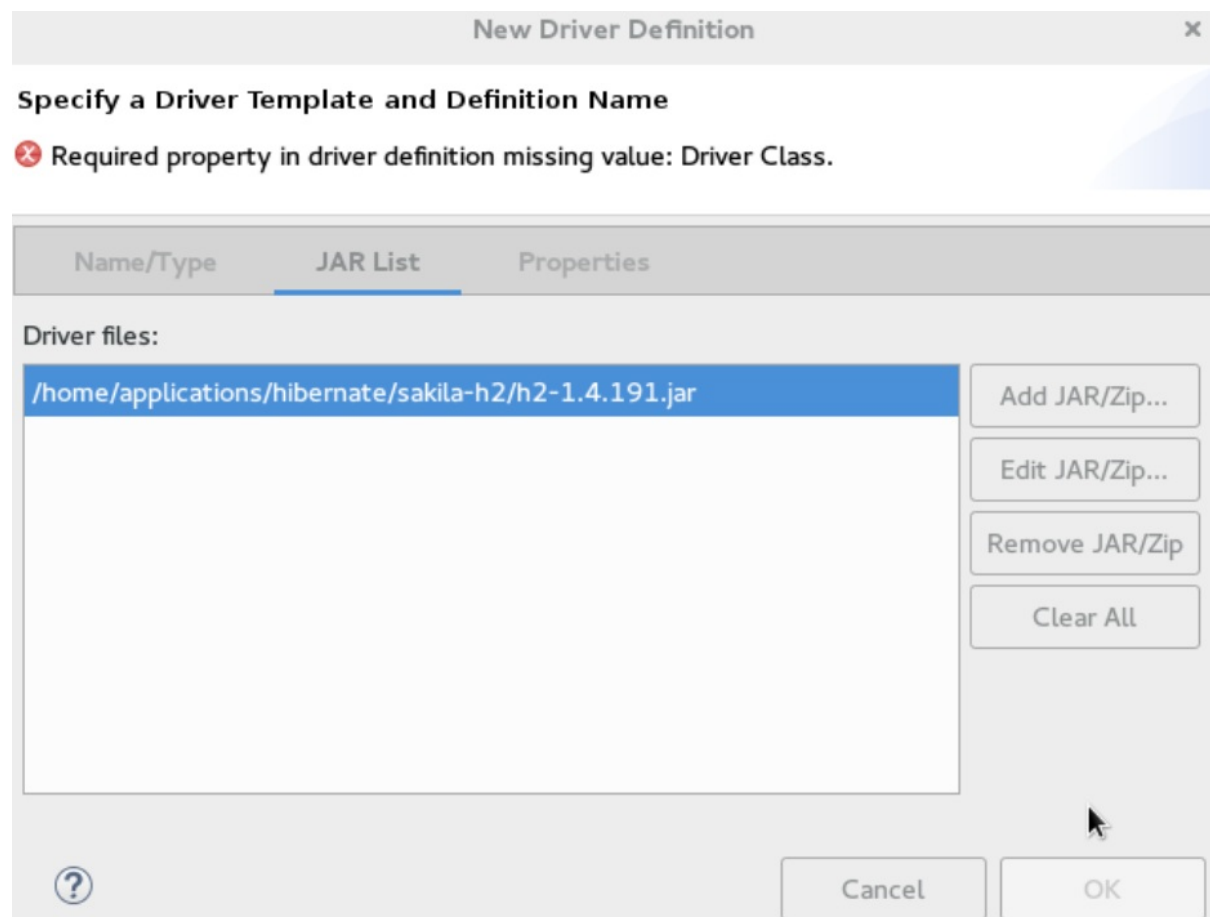 New Driver Definition
Specify a Driver Template and Definition Name
Required property in driver definition missing value: Driver Class.
Name/Type JAR List Properties
Driver files:
/home/applications/hibernate/sakila-h2/h2-1.4.191.jar
Add JAR/Zip...
Edit JAR/Zip...
Remove JAR/Zip
Clear All
Cancel OK